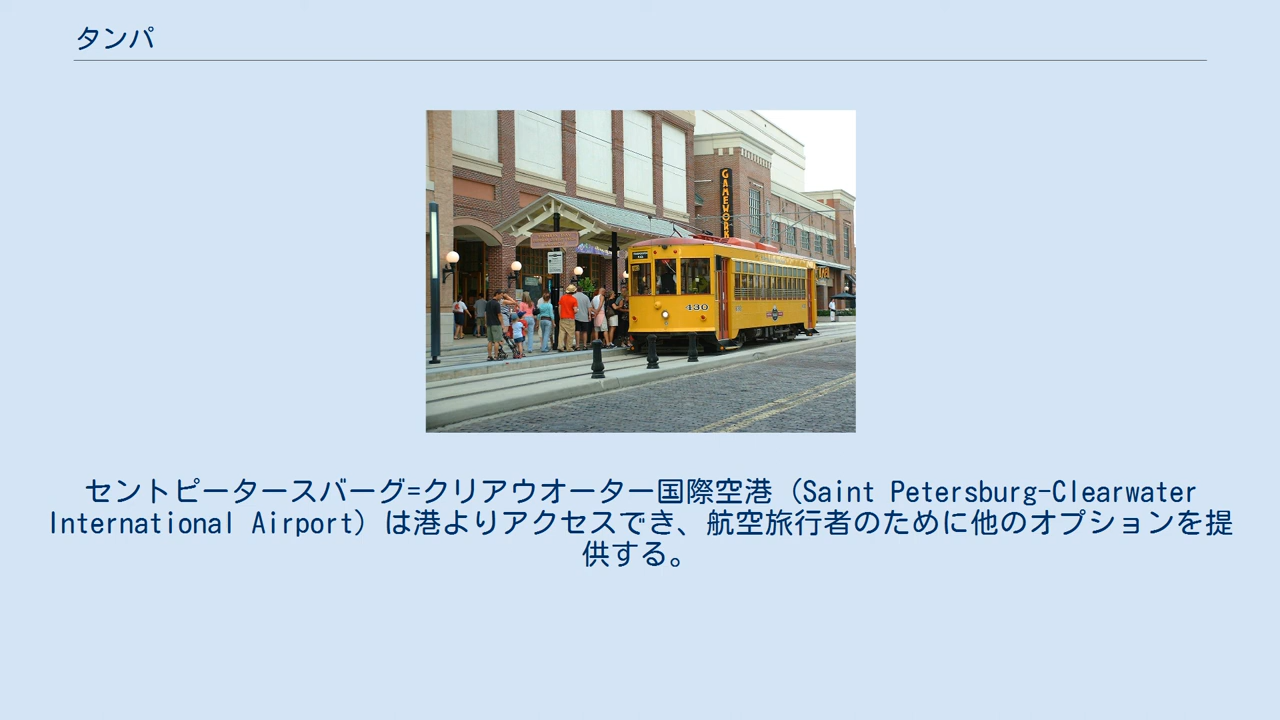 タンパ
GAMEWORK
430
セントピータースバーグ=クリアウオーター国際空港（Saint Petersburg-Clearwater
International Airport）は港よりアクセスでき、航空旅行者のために他のオプションを提
供する。